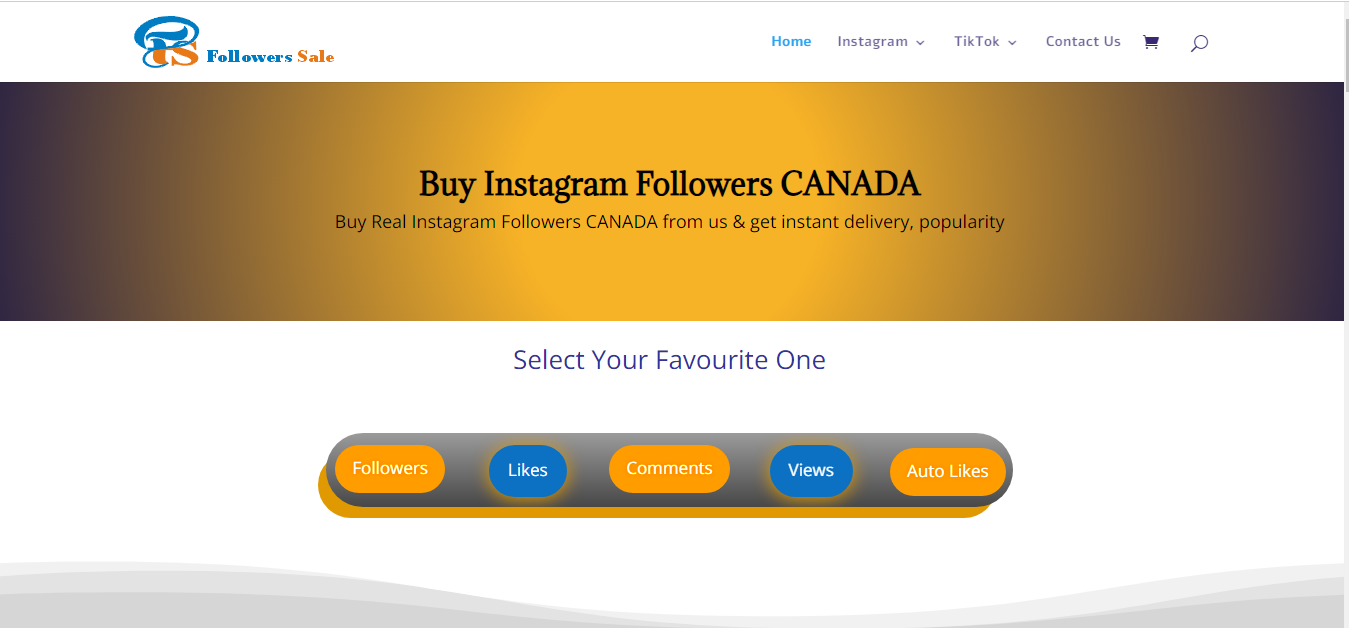 Followers Sale
Home Instagram TikTok Contact Us
Buy Instagram Followers CANADA
Buy Real Instagram Followers CANADA from us & get instant delivery, popularity
Select Your Favourite One
Followers Likes Comments Views Auto Likes